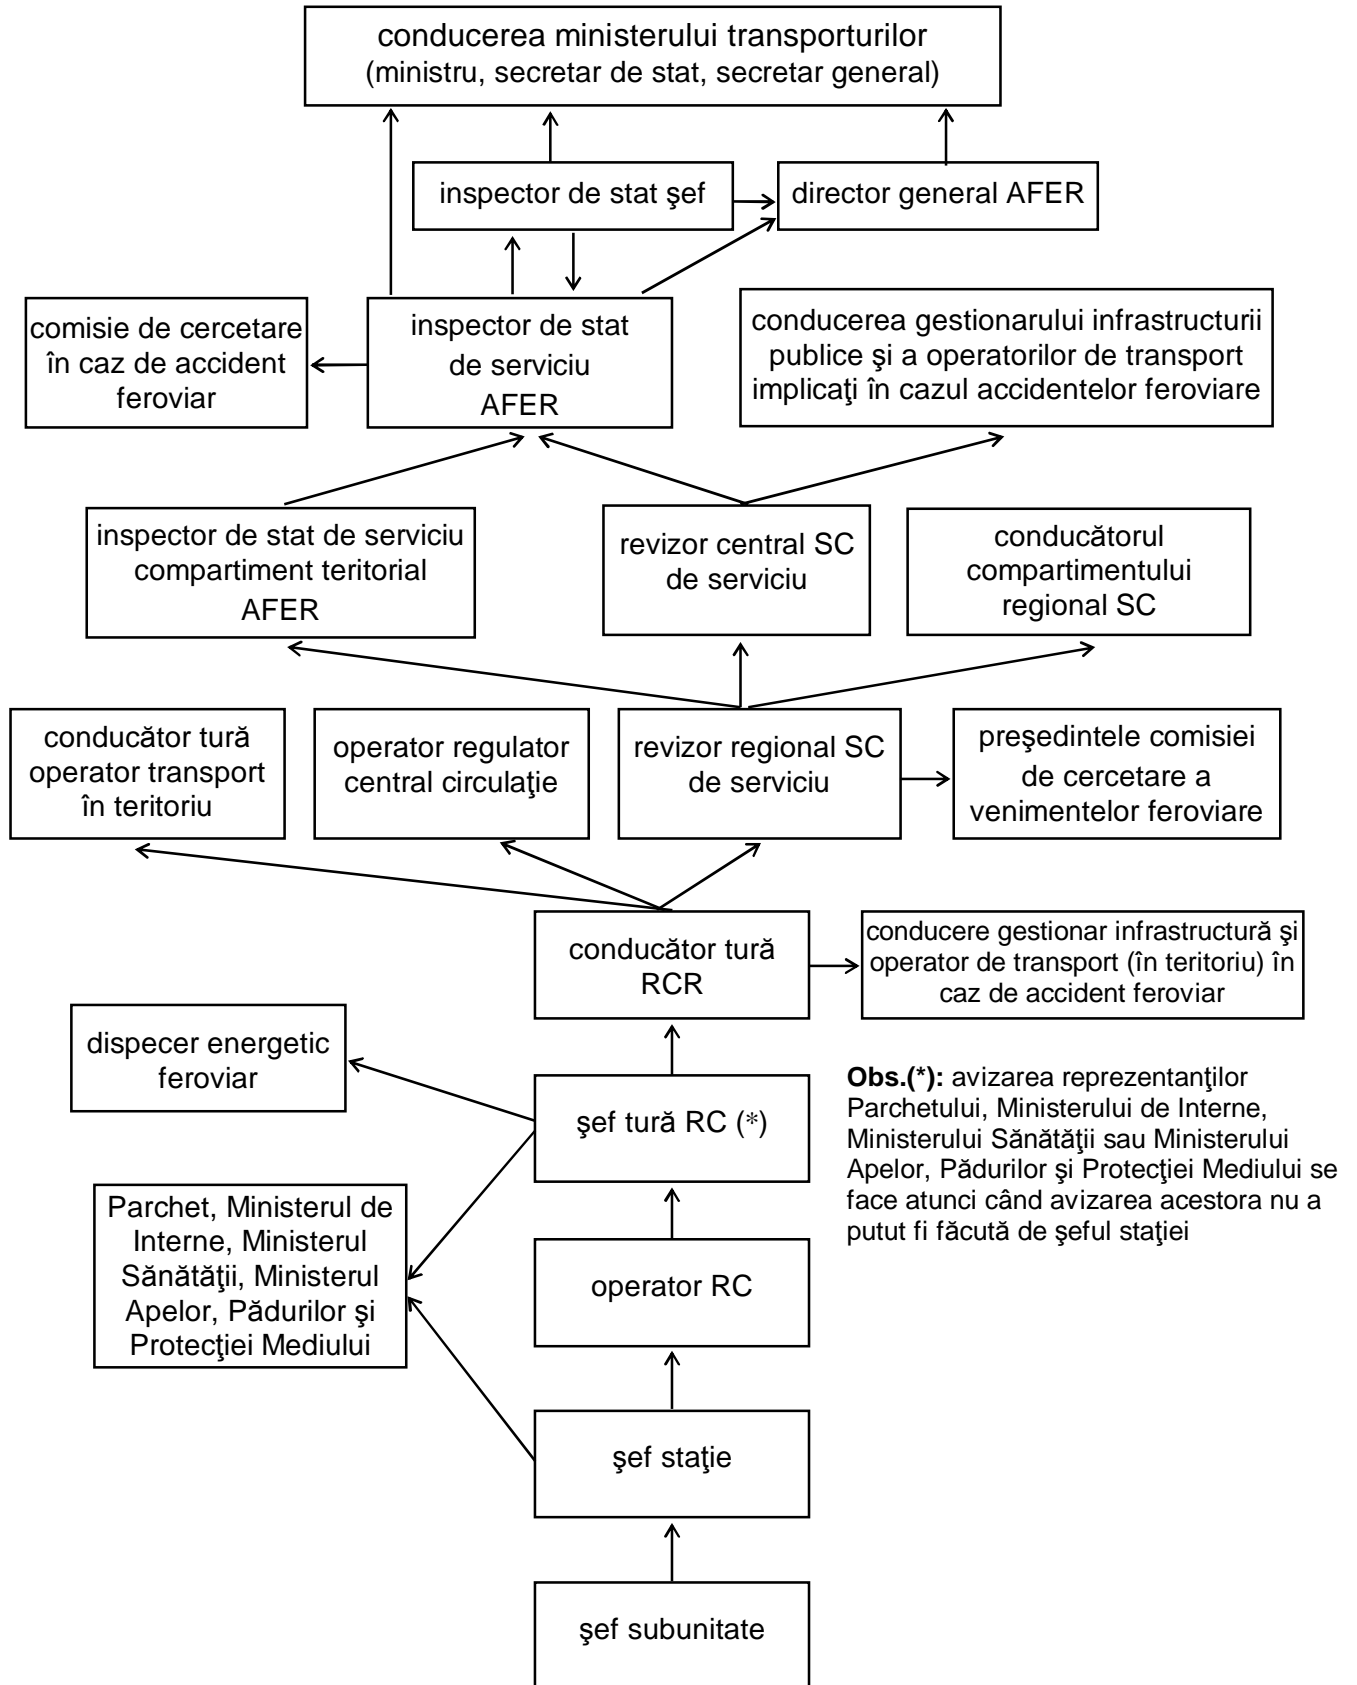 conducerea ministerului transporturilor
(ministru, secretar de stat, secretar general)
inspector de stat şef
director general AFER
comisie de cercetare
în caz de accident
feroviar
inspector de stat
de serviciu
AFER
conducerea gestionarului infrastructurii
publice şi a operatorilor de transport
implicaţi în cazul accidentelor feroviare
inspector de stat de serviciu
compartiment teritorial
AFER
revizor central SC
de serviciu
conducătorul
compartimentului
regional SC
conducător tură
operator transport
în teritoriu
operator regulator
central circulaţie
revizor regional SC
de serviciu
preşedintele comisiei
de cercetare a
venimentelor feroviare
conducător tură
RCR
conducere gestionar infrastructură şi
operator de transport (în teritoriu) în
caz de accident feroviar
dispecer energetic
feroviar
şef tură RC (*)
Obs.(*): avizarea reprezentanţilor
Parchetului, Ministerului de Interne,
Ministerului Sănătăţii sau Ministerului
Apelor, Pădurilor şi Protecţiei Mediului se
face atunci când avizarea acestora nu a
putut fi făcută de şeful staţiei
Parchet, Ministerul de
Interne, Ministerul
Sănătăţii, Ministerul
Apelor, Pădurilor şi
Protecţiei Mediului
operator RC
şef staţie
şef subunitate